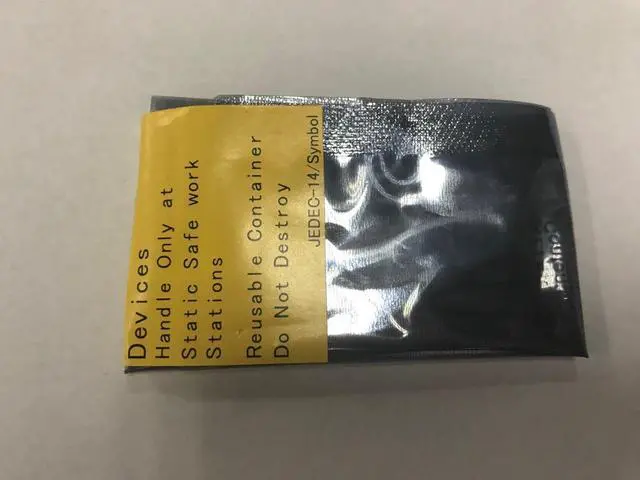 Devices
Handle Only at
Static Safe work
Stations
Reusable Container
Do Not Destroy
JEDEC-14/Symbol